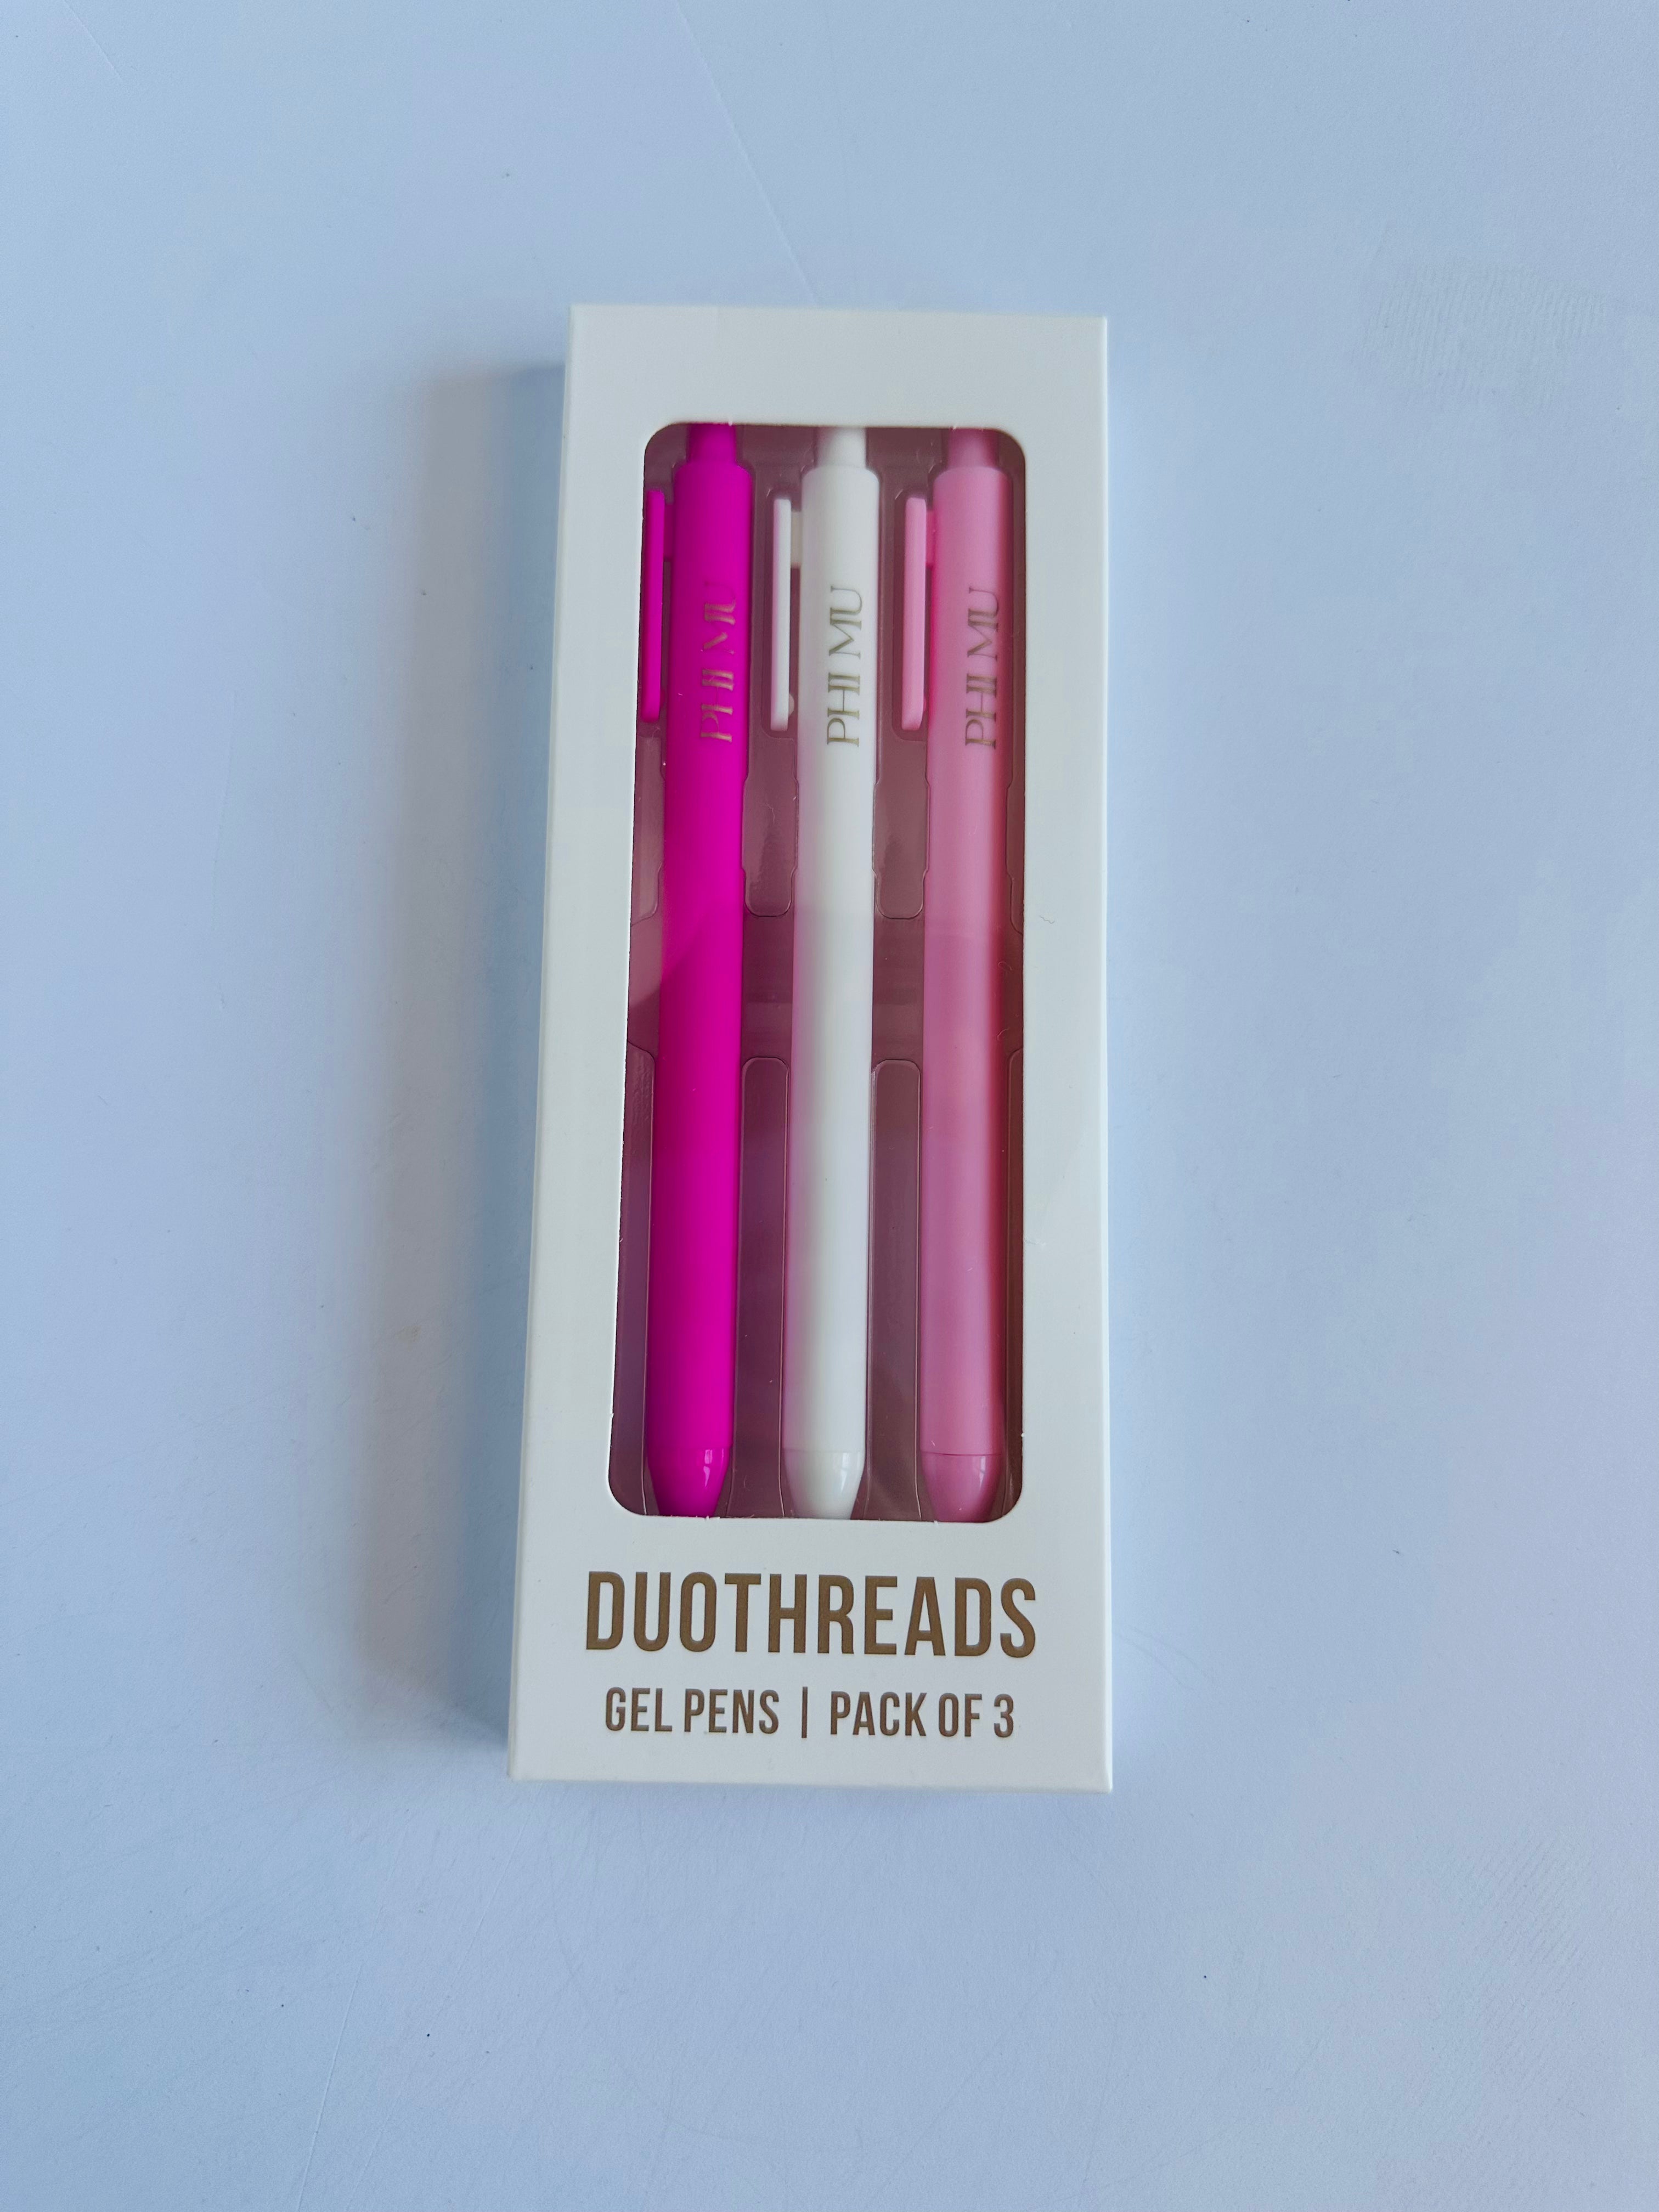 PHI MU
PHI MU
PHI MU
DUOTHREADS
GEL PENS | PACK OF 3